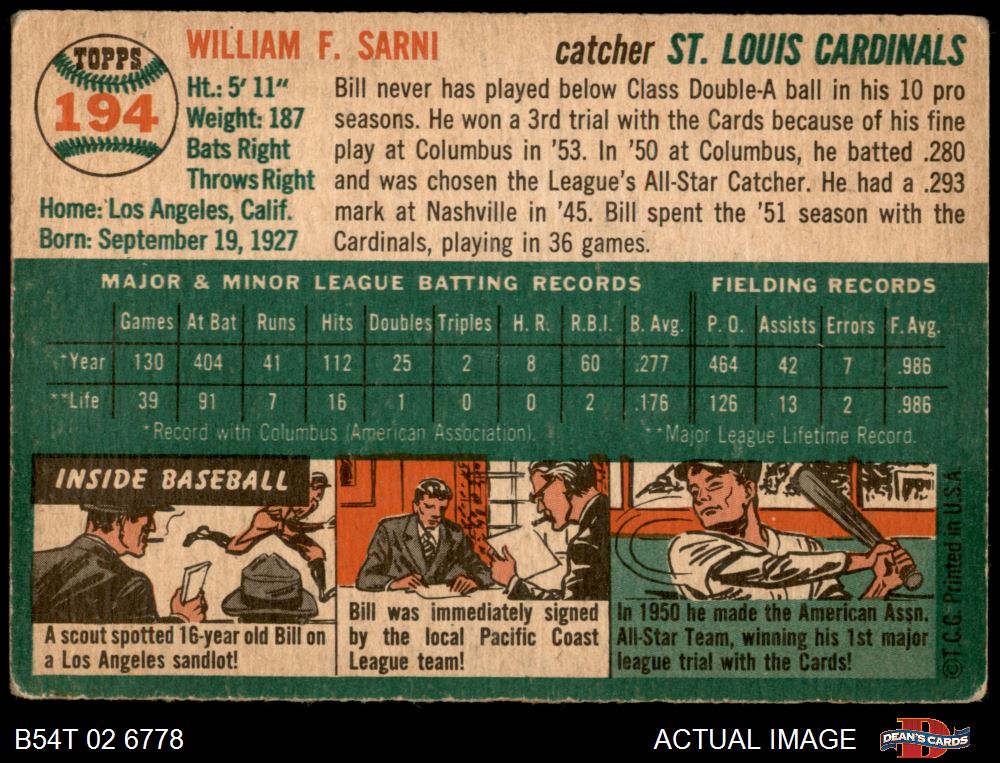 TOPPS
194
WILLIAM F. SARNI
catcher ST. LOUIS CARDINALS
Ht.: 5' 11"
Weight: 187
Bats Right
Throws Right
Home: Los Angeles, Calif.
Born: September 19, 1927
Bill never has played below Class Double-A ball in his 10 pro
seasons. He won a 3rd trial with the Cards because of his fine
play at Columbus in '53. In '50 at Columbus, he batted .280
and was chosen the League's All-Star Catcher. He had a .293
mark at Nashville in '45. Bill spent the '51 season with the
Cardinals, playing in 36 games.
MAJOR & MINOR LEAGUE BATTING RECORDS FIELDING RECORDS
Games At Bat Runs Hits Doubles Triples H. R. R.B.I. B. Avg. P. O. Assists Errors F. Avg.
*Year 130 404 41 112 25 2 8 60 .277 464 42 7 .986
**Life 39 91 7 16 1 0 0 2 .176 126 13 2 .986
*Record with Columbus (American Association). **Major League Lifetime Record.
INSIDE BASEBALL
A scout spotted 16-year old Bill on
a Los Angeles sandlot!
Bill was immediately signed
by the local Pacific Coast
League team!
In 1950 he made the American Assn.
All-Star Team, winning his 1st major
league trial with the Cards!
©T.C.G. Printed in U.S.A
B54T 02 6778
ACTUAL IMAGE
DEAN'S CARDS